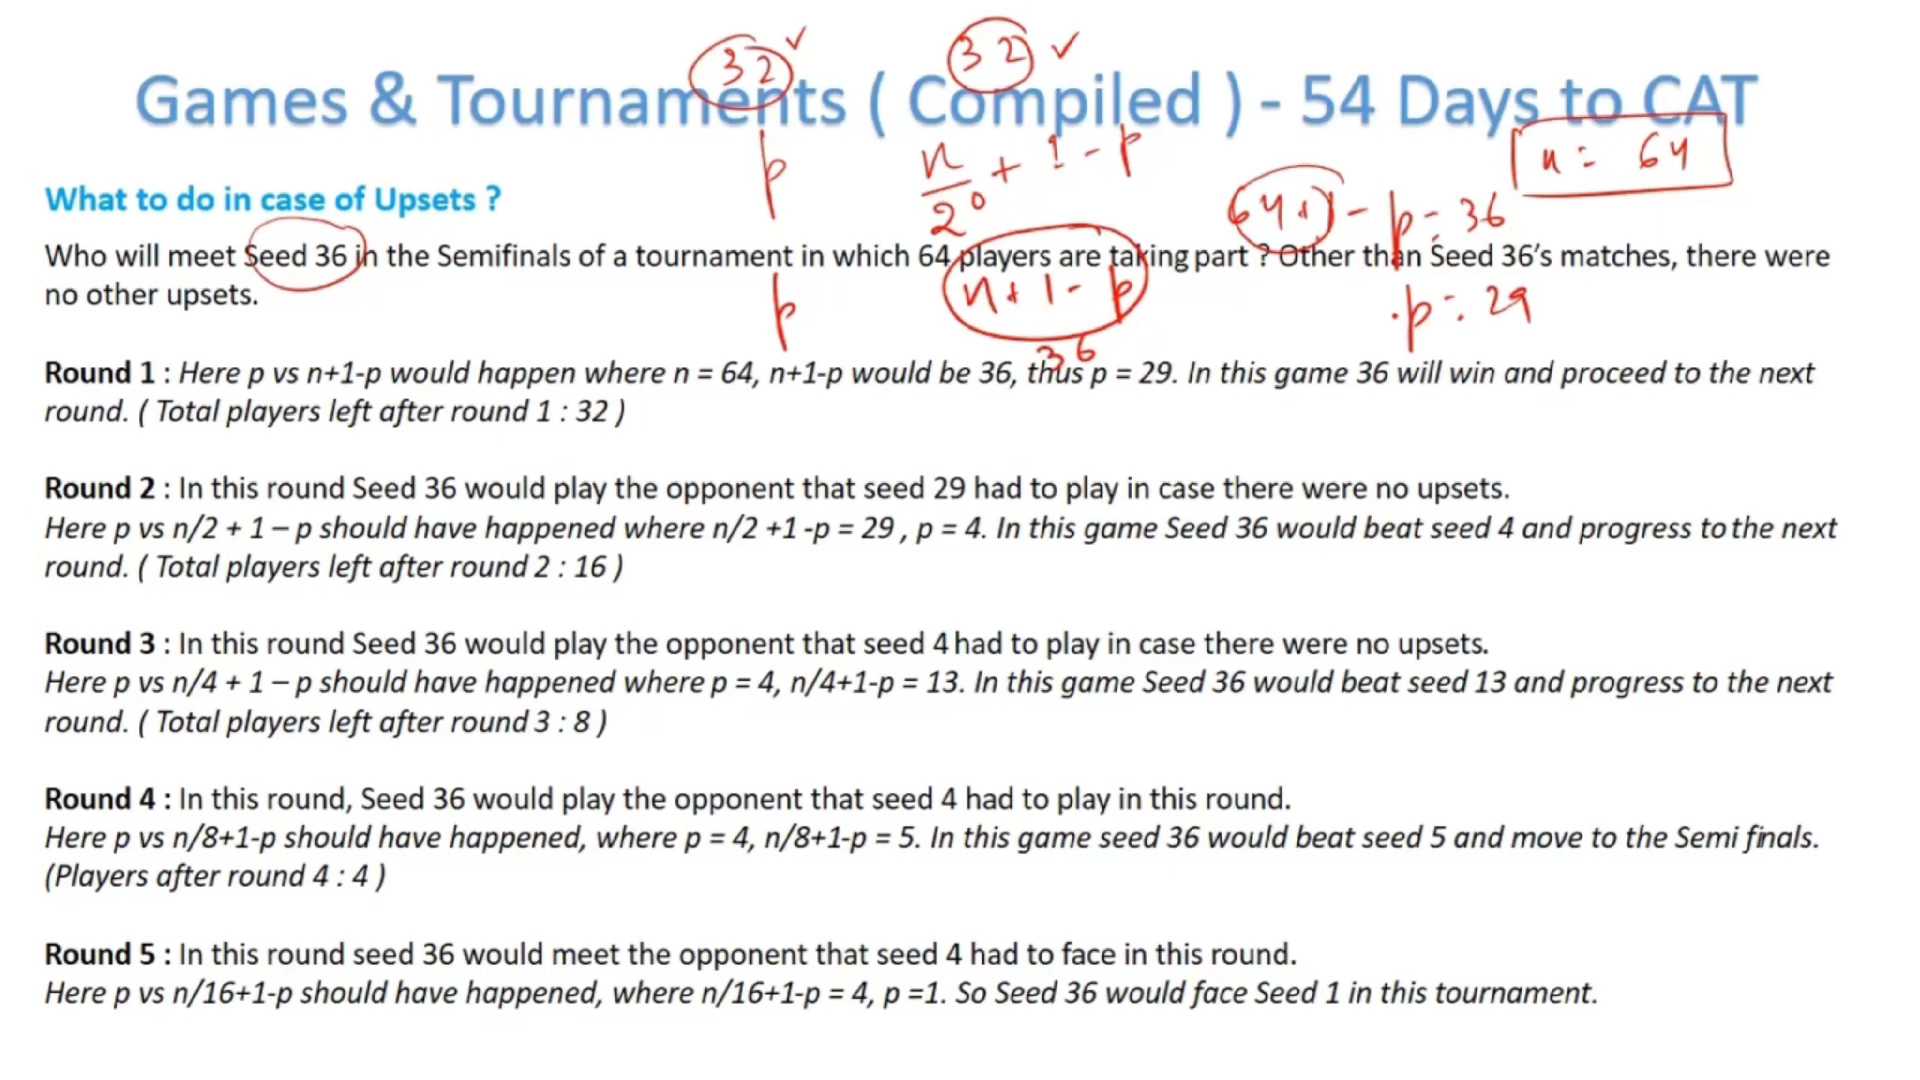 32 ✓ 32 ✓
Games & Tournaments ( Compiled ) - 54 Days to CAT
p n/2 + 1 - p n = 64
What to do in case of Upsets ?
64+1 - p = 36
Who will meet Seed 36 in the Semifinals of a tournament in which 64 players are taking part ? Other than Seed 36's matches, there were
no other upsets.
p n+1-p p = 29
36
Round 1 : Here p vs n+1-p would happen where n = 64, n+1-p would be 36, thus p = 29. In this game 36 will win and proceed to the next
round. ( Total players left after round 1 : 32 )
Round 2 : In this round Seed 36 would play the opponent that seed 29 had to play in case there were no upsets.
Here p vs n/2 + 1 – p should have happened where n/2 +1 -p = 29 , p = 4. In this game Seed 36 would beat seed 4 and progress to the next
round. ( Total players left after round 2 : 16 )
Round 3 : In this round Seed 36 would play the opponent that seed 4 had to play in case there were no upsets.
Here p vs n/4 + 1 – p should have happened where p = 4, n/4+1-p = 13. In this game Seed 36 would beat seed 13 and progress to the next
round. ( Total players left after round 3 : 8 )
Round 4 : In this round, Seed 36 would play the opponent that seed 4 had to play in this round.
Here p vs n/8+1-p should have happened, where p = 4, n/8+1-p = 5. In this game seed 36 would beat seed 5 and move to the Semi finals.
(Players after round 4 : 4 )
Round 5 : In this round seed 36 would meet the opponent that seed 4 had to face in this round.
Here p vs n/16+1-p should have happened, where n/16+1-p = 4, p =1. So Seed 36 would face Seed 1 in this tournament.